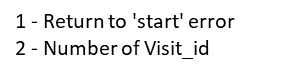 1 - Return to 'start' error
2 - Number of Visit_id